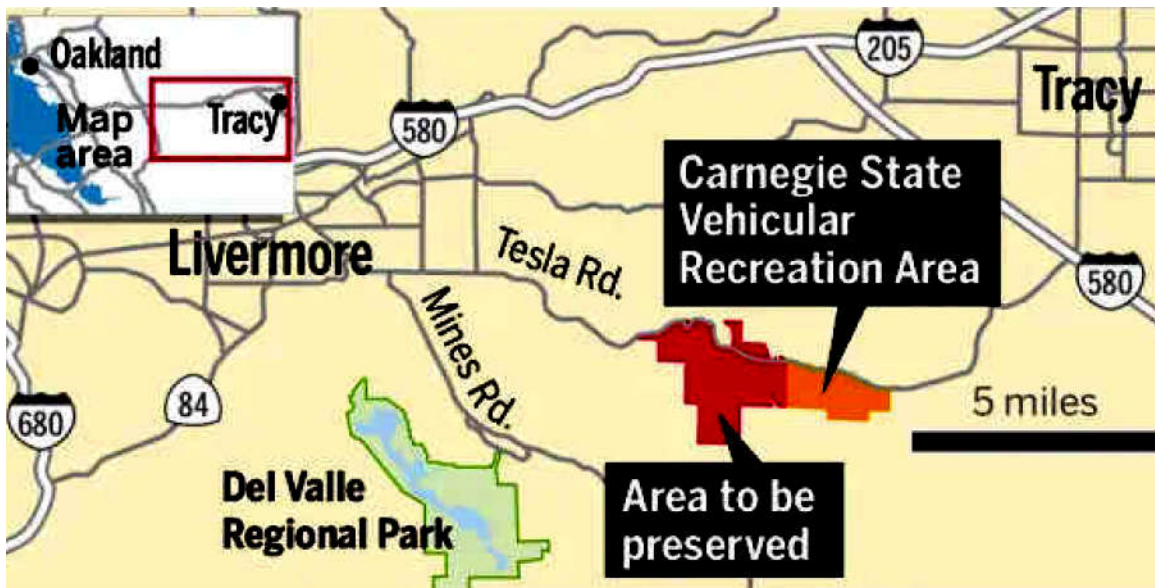 Oakland
Map
area
Tracy
580
205
Tracy
Carnegie State
Vehicular
Recreation Area
Livermore
Tesla Rd.
580
Mines Rd.
84
680
5 miles
Del Valle
Regional Park
Area to be
preserved